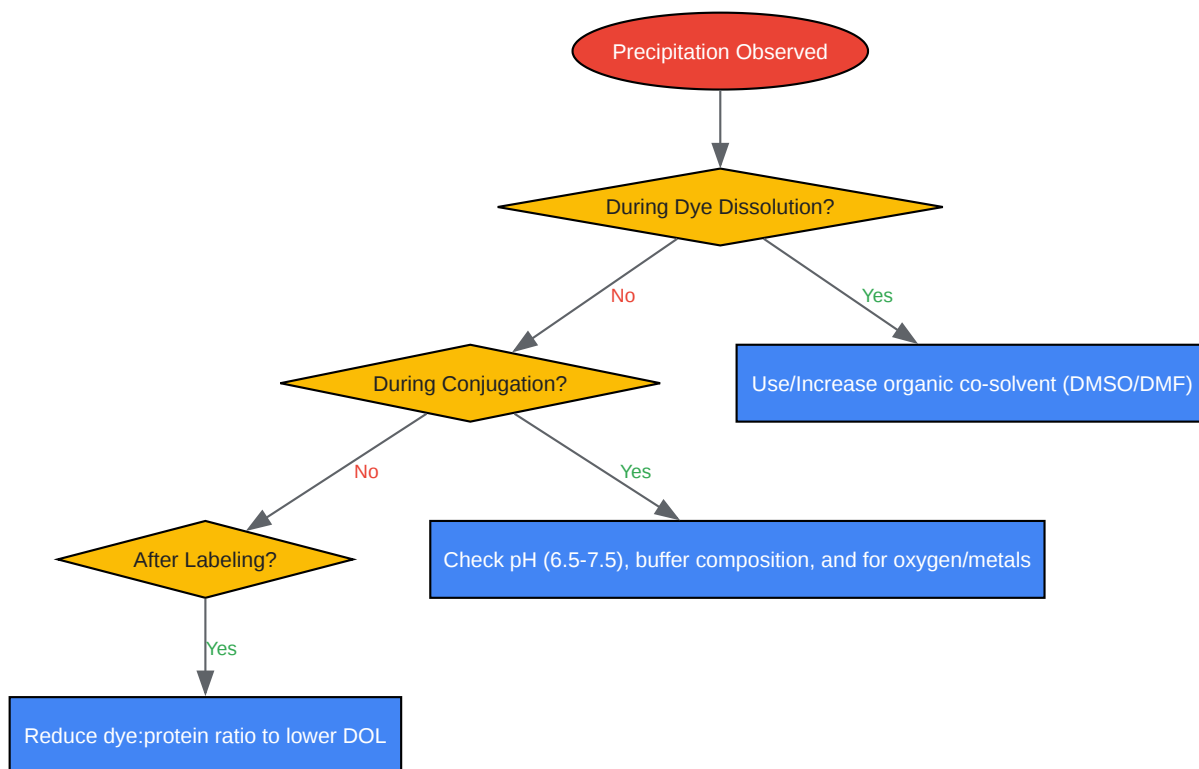 Precipitation Observed
During Dye Dissolution?
No
Yes
During Conjugation?
Use/Increase organic co-solvent (DMSO/DMF)
No
Yes
After Labeling?
Check pH (6.5-7.5), buffer composition, and for oxygen/metals
Yes
Reduce dye:protein ratio to lower DOL